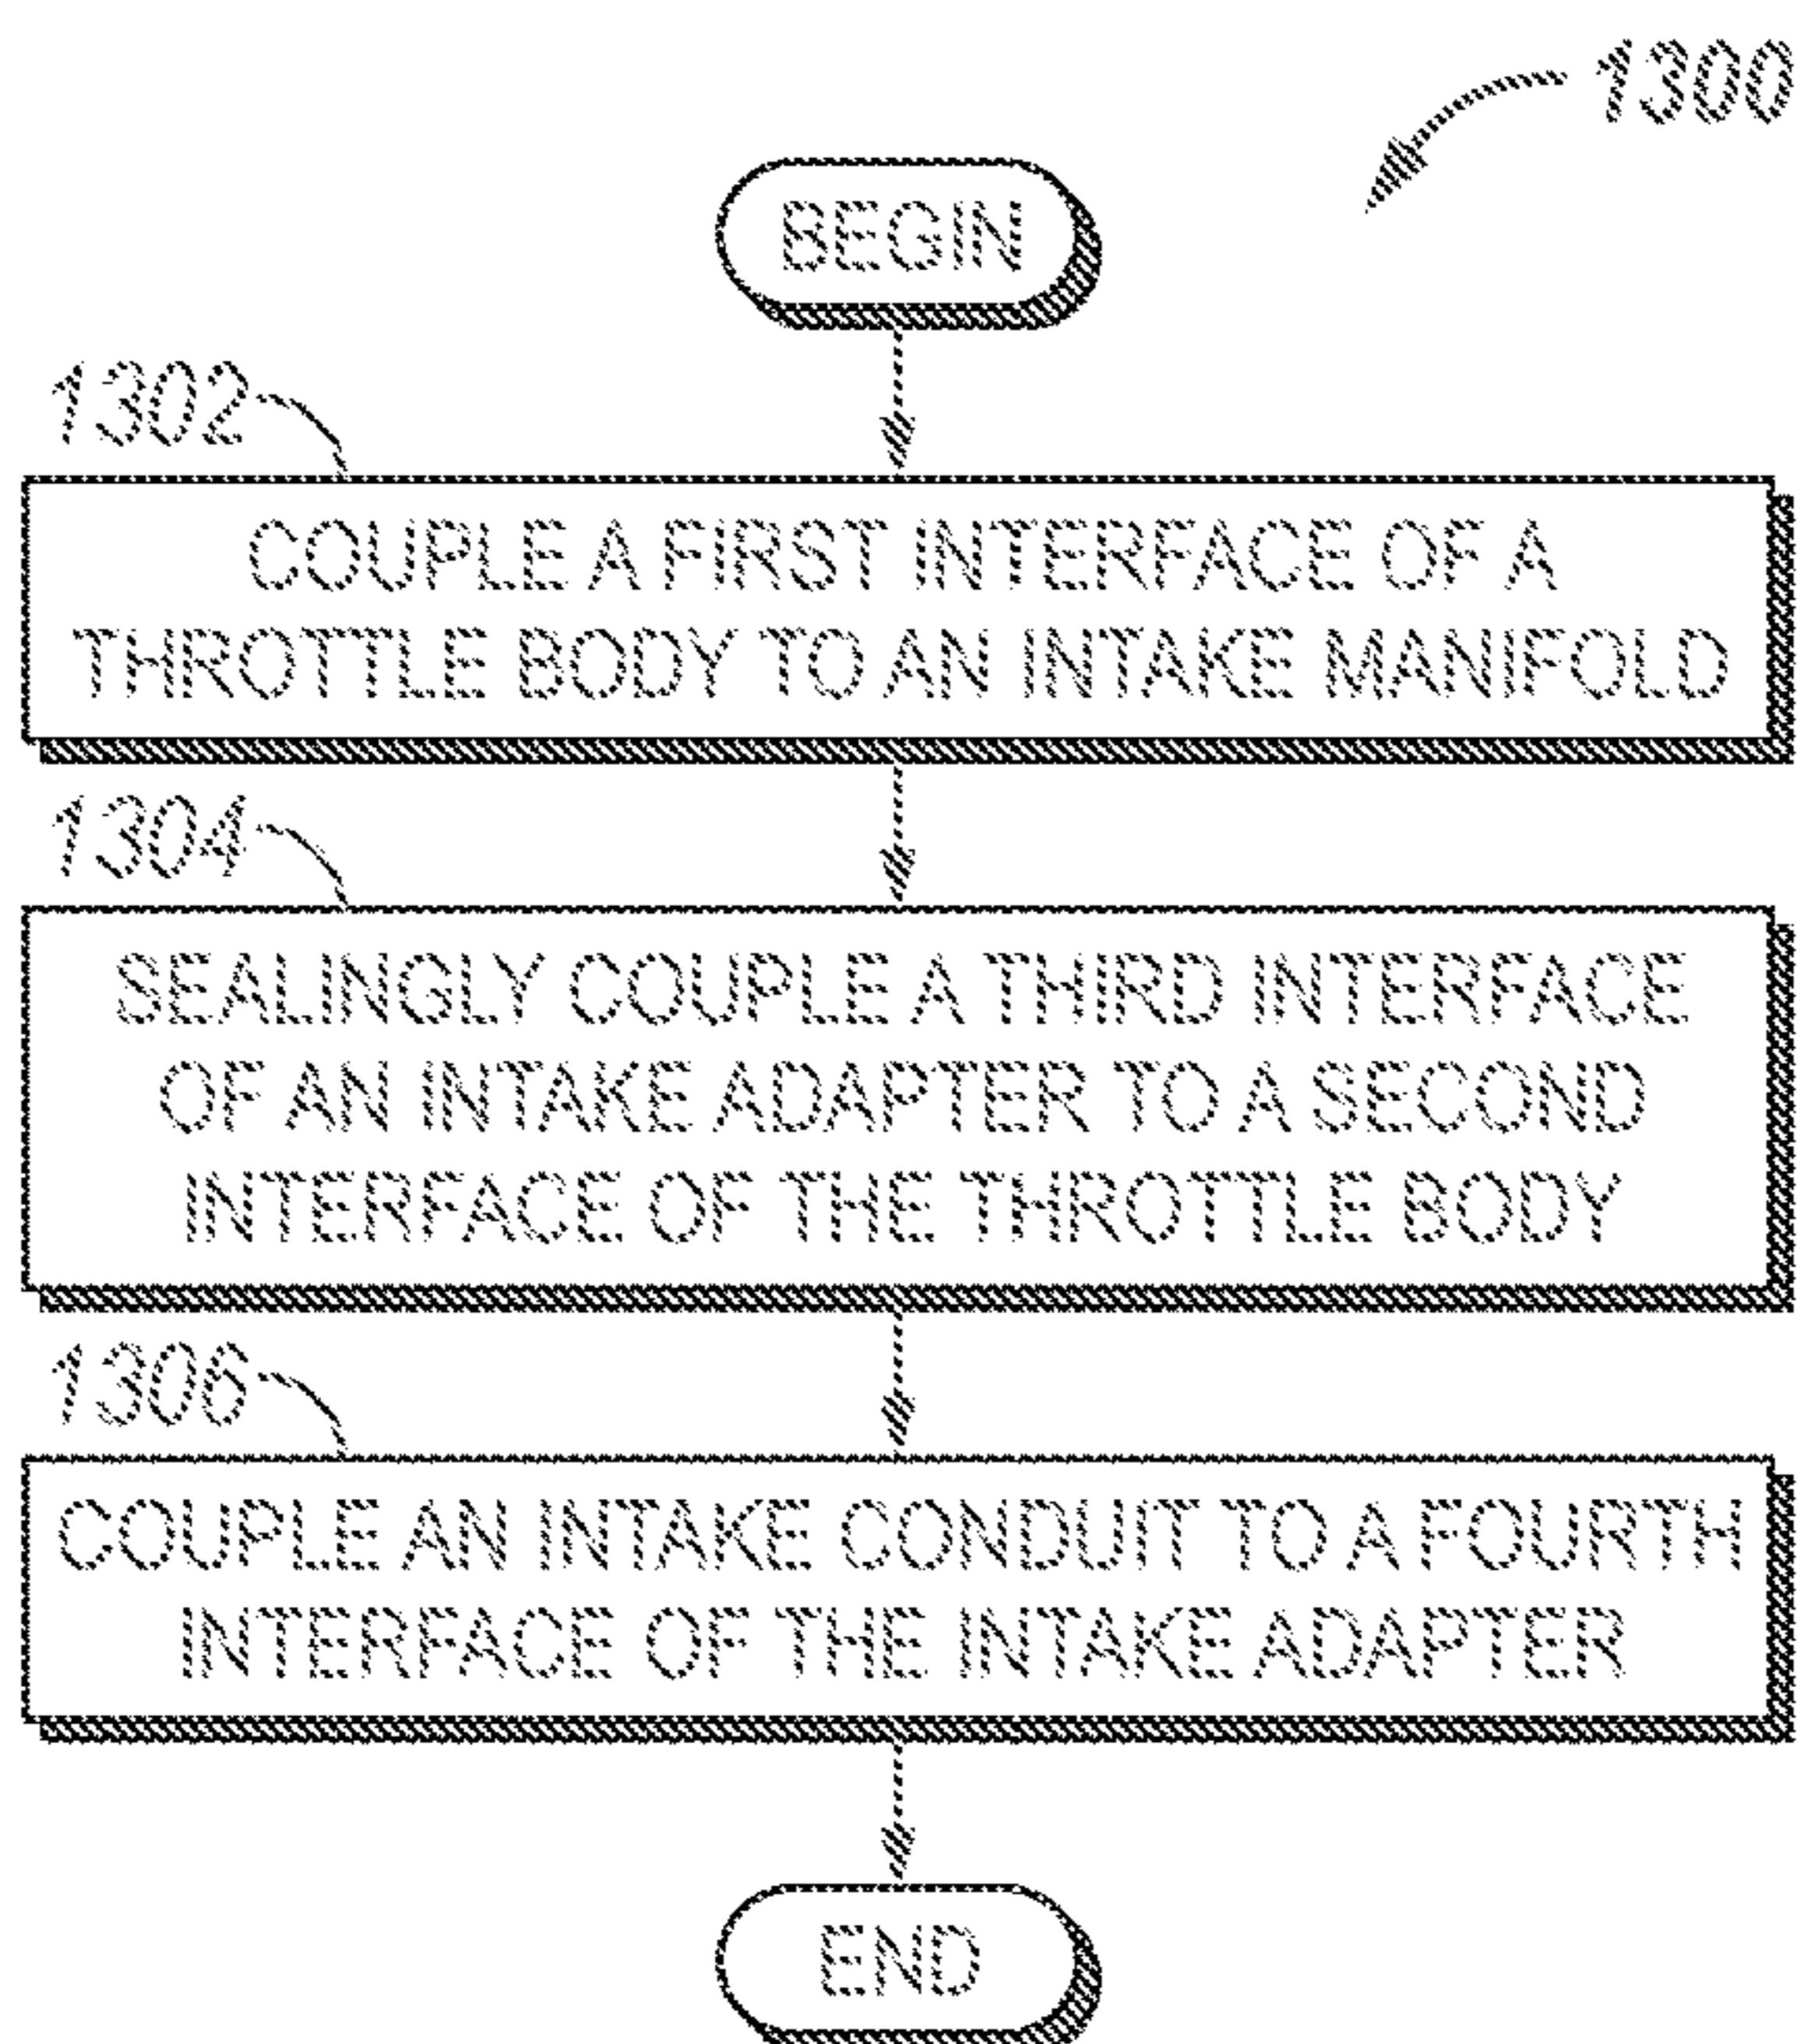 1300
BEGIN
1302
COUPLE A FIRST INTERFACE OF A
THROTTLE BODY TO AN INTAKE MANIFOLD
1304
SEALINGLY COUPLE A THIRD INTERFACE
OF AN INTAKE ADAPTER TO A SECOND
INTERFACE OF THE THROTTLE BODY
1306
COUPLE AN INTAKE CONDUIT TO A FOURTH
INTERFACE OF THE INTAKE ADAPTER
END